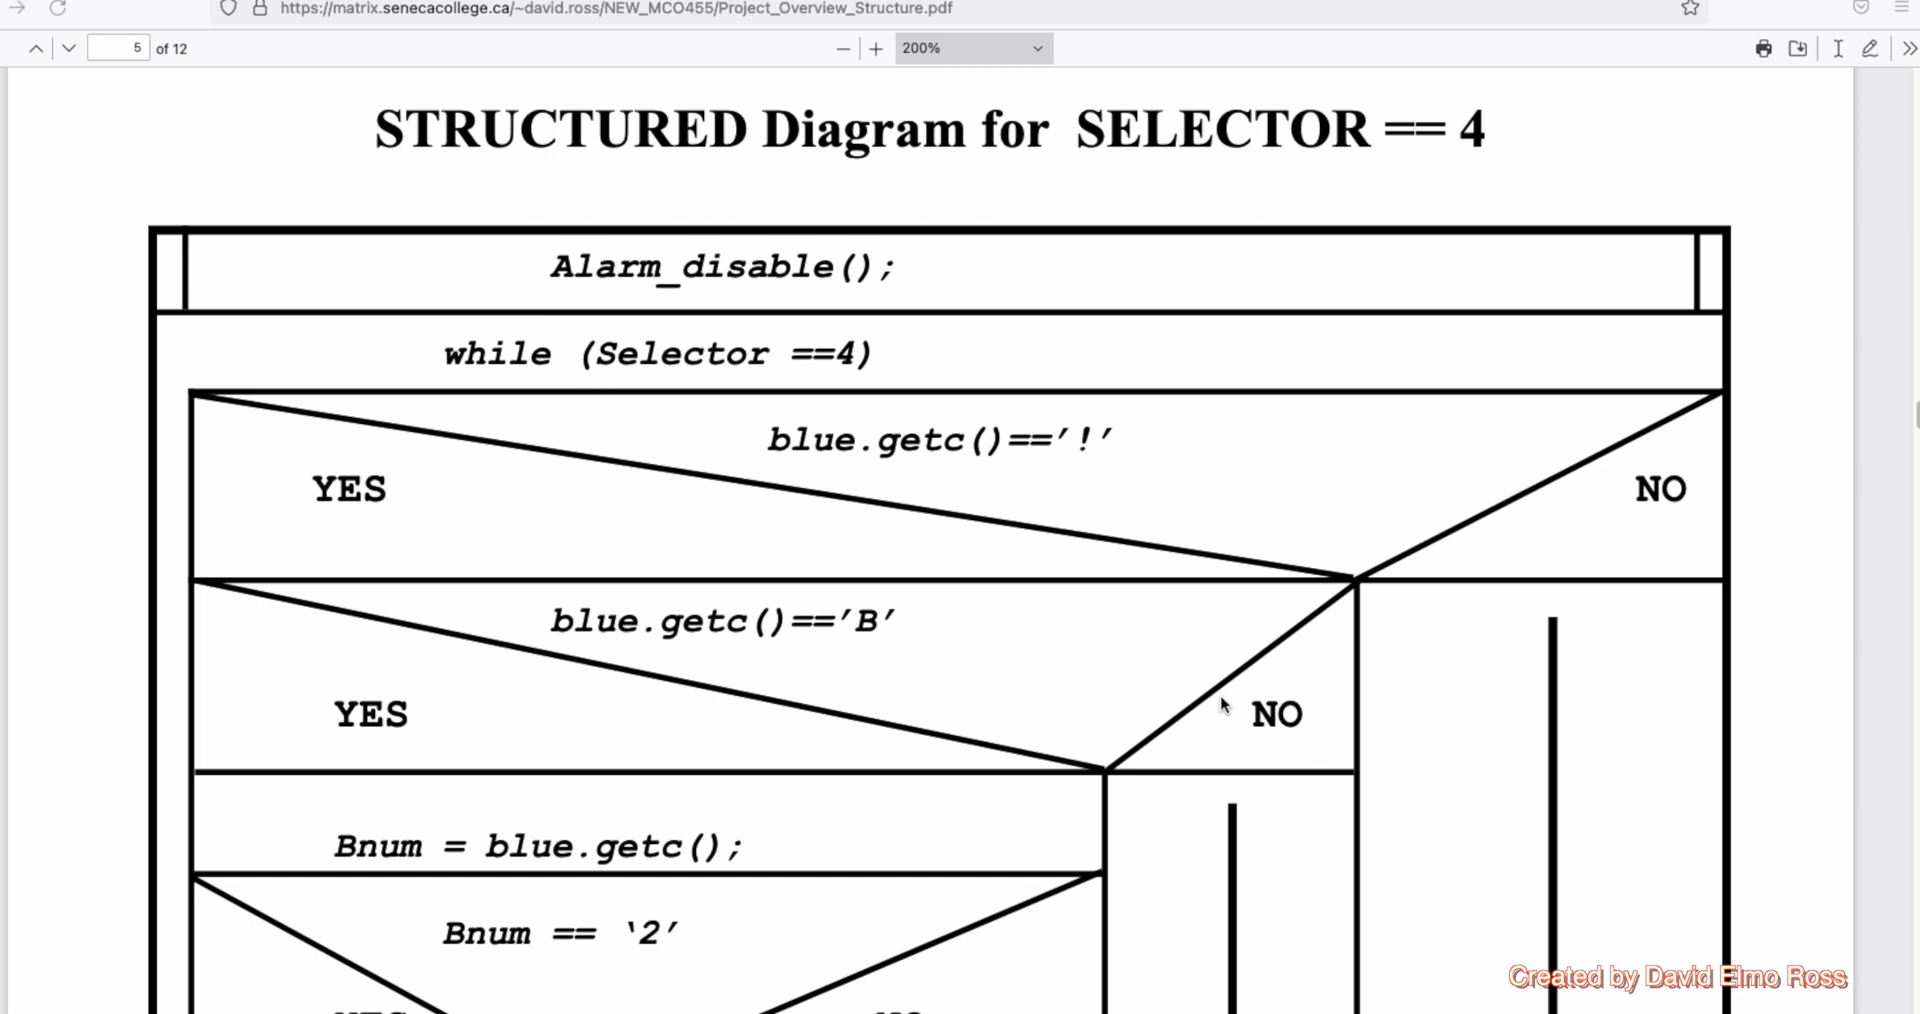 https://matrix.senecacollege.ca/~david.ross/NEW_MCO455/Project_Overview_Structure.pdf
5 of 12
200%
STRUCTURED Diagram for SELECTOR == 4
Alarm_disable();
while (Selector ==4)
blue.getc()=='!'
YES
NO
blue.getc()=='B'
YES
NO
Bnum = blue.getc();
Bnum == ‘2’
Created by David Elmo Ross
YES
NO